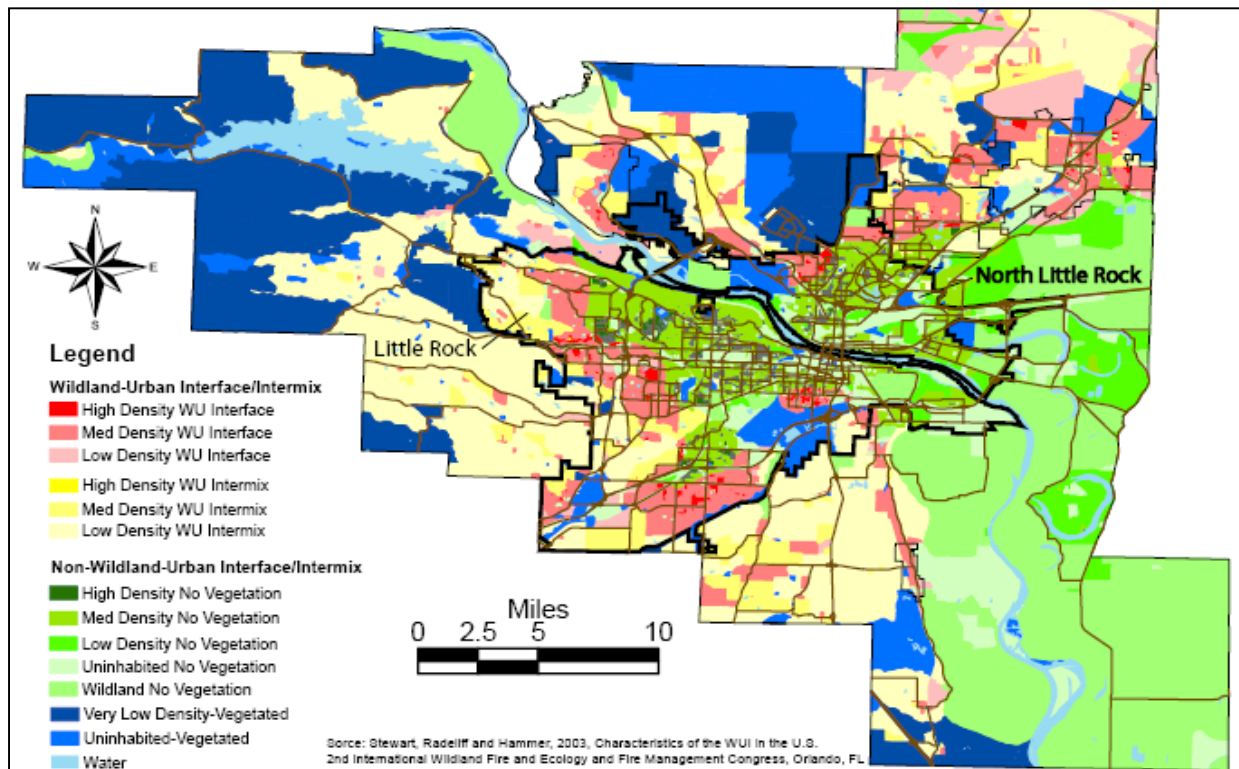 N
W
E
S
North Little Rock
Little Rock
Legend
Wildland-Urban Interface/Intermix
High Density WU Interface
Med Density WU Interface
Low Density WU Interface
High Density WU Intermix
Med Density WU Intermix
Low Density WU Intermix
Non-Wildland-Urban Interface/Intermix
High Density No Vegetation
Med Density No Vegetation
Low Density No Vegetation
Uninhabited No Vegetation
Wildland No Vegetation
Very Low Density-Vegetated
Uninhabited-Vegetated
Water
Miles
0 2.5 5 10
Sorce: Stewart, Radeliff and Hammer, 2003, Characteristics of the WUI in the U.S.
2nd International Wildland Fire and Ecology and Fire Management Congress, Orlando, FL